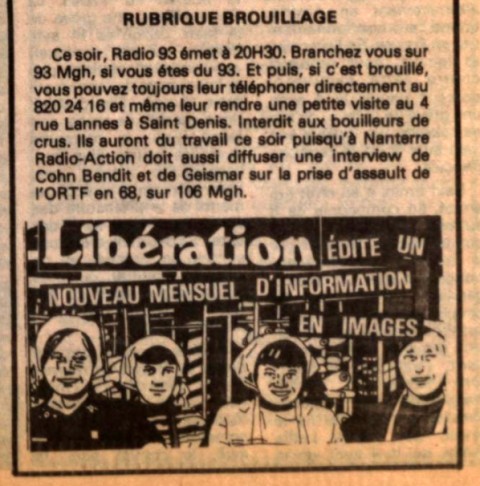 RUBRIQUE BROUILLAGE
Ce soir, Radio 93 émet à 20H30. Branchez vous sur
93 Mgh, si vous êtes du 93. Et puis, si c'est brouillé,
vous pouvez toujours leur téléphoner directement au
820 24 16 et même leur rendre une petite visite au 4
rue Lannes à Saint Denis. Interdit aux bouilleurs de
crus. Ils auront du travail ce soir puisqu'à Nanterre
Radio-Action doit aussi diffuser une interview de
Cohn Bendit et de Geismar sur la prise d'assault de
l'ORTF en 68, sur 106 Mgh.
Libération ÉDITE UN
NOUVEAU MENSUEL D'INFORMATION
EN IMAGES